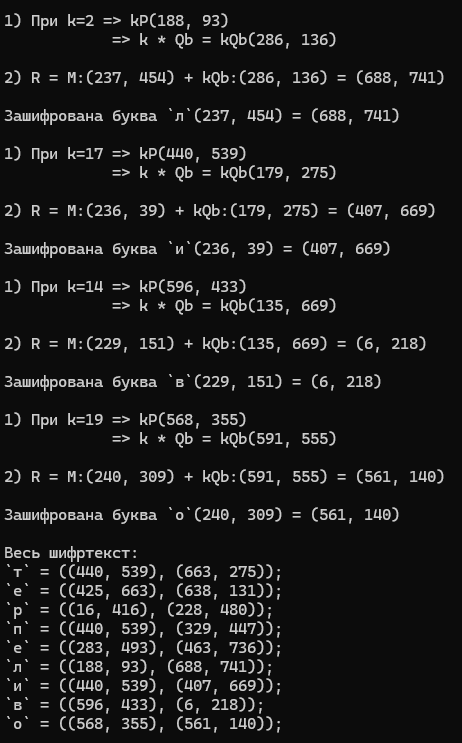 1) При k=2 => kP(188, 93)
=> k * Qb = kQb(286, 136)
2) R = M:(237, 454) + kQb:(286, 136) = (688, 741)
Зашифрована буква `л`(237, 454) = (688, 741)
1) При k=17 => kP(440, 539)
=> k * Qb = kQb(179, 275)
2) R = M:(236, 39) + kQb:(179, 275) = (407, 669)
Зашифрована буква `и`(236, 39) = (407, 669)
1) При k=14 => kP(596, 433)
=> k * Qb = kQb(135, 669)
2) R = M:(229, 151) + kQb:(135, 669) = (6, 218)
Зашифрована буква `в`(229, 151) = (6, 218)
1) При k=19 => kP(568, 355)
=> k * Qb = kQb(591, 555)
2) R = M:(240, 309) + kQb:(591, 555) = (561, 140)
Зашифрована буква `о`(240, 309) = (561, 140)
Весь шифртекст:
`т` = ((440, 539), (663, 275));
`е` = ((425, 663), (638, 131));
`р` = ((16, 416), (228, 480));
`п` = ((440, 539), (329, 447));
`е` = ((283, 493), (463, 736));
`л` = ((188, 93), (688, 741));
`и` = ((440, 539), (407, 669));
`в` = ((596, 433), (6, 218));
`о` = ((568, 355), (561, 140));